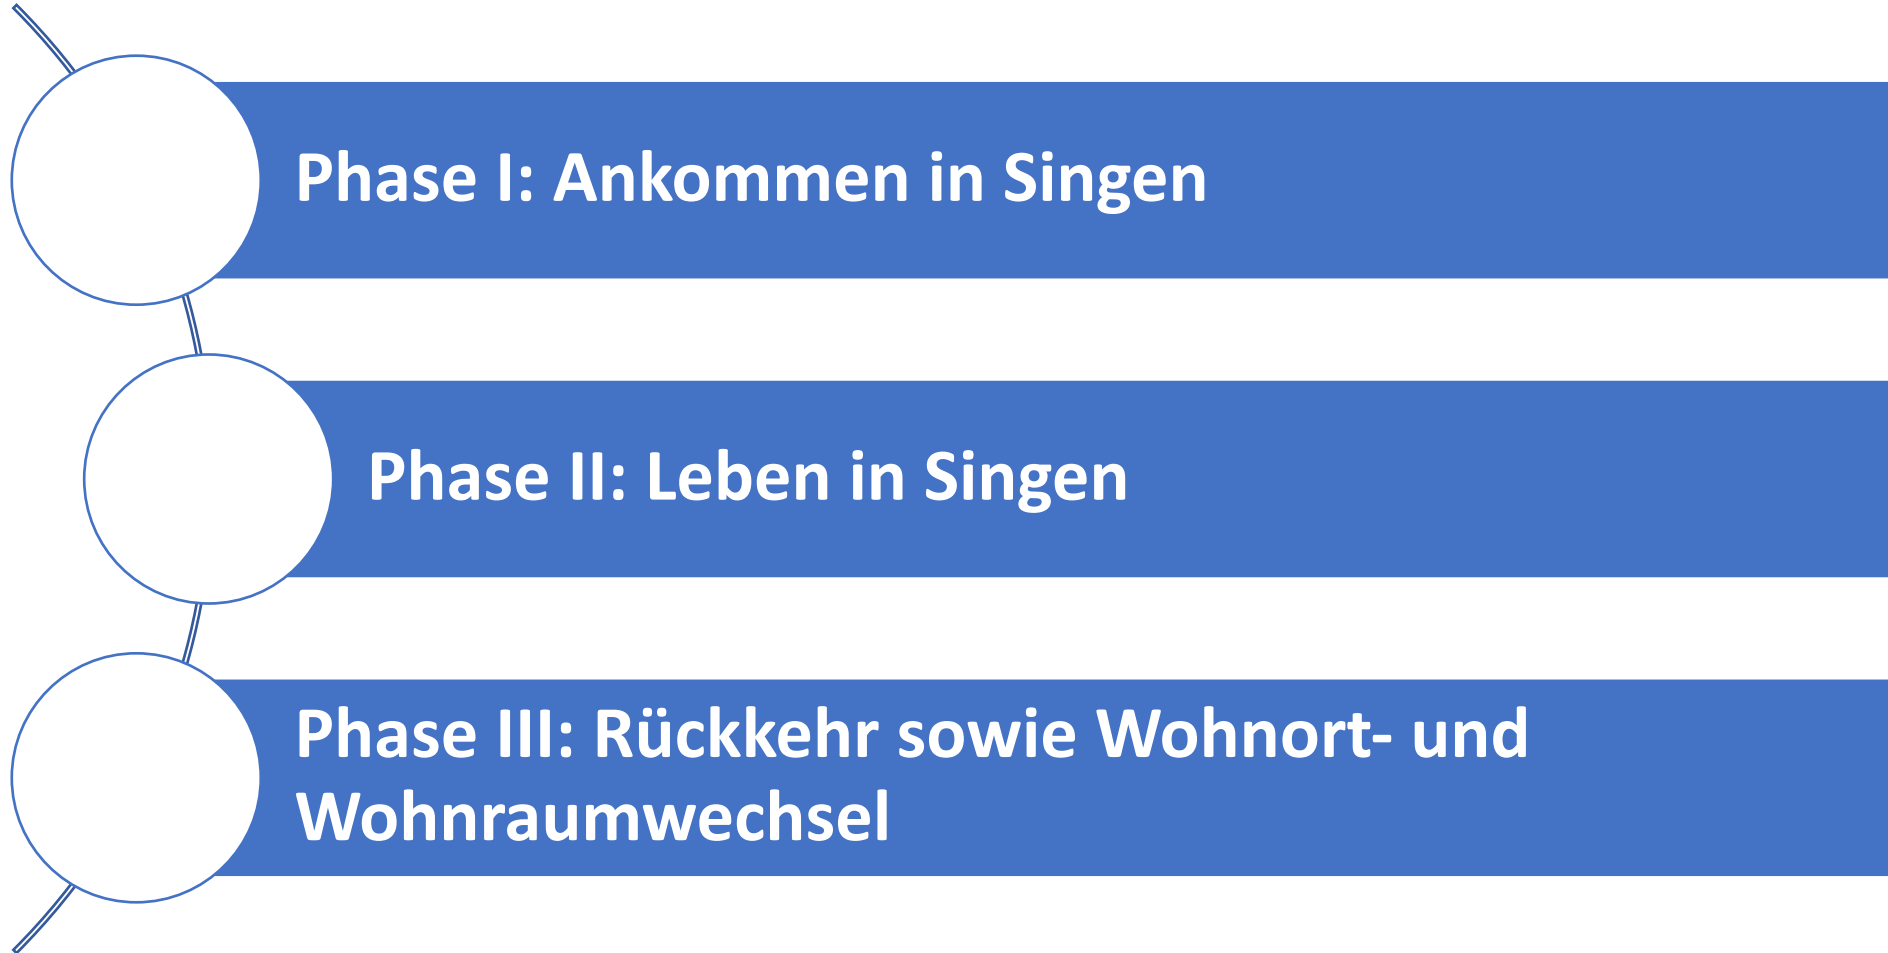 Phase I: Ankommen in Singen
Phase II: Leben in Singen
Phase III: Rückkehr sowie Wohnort- und
Wohnraumwechsel